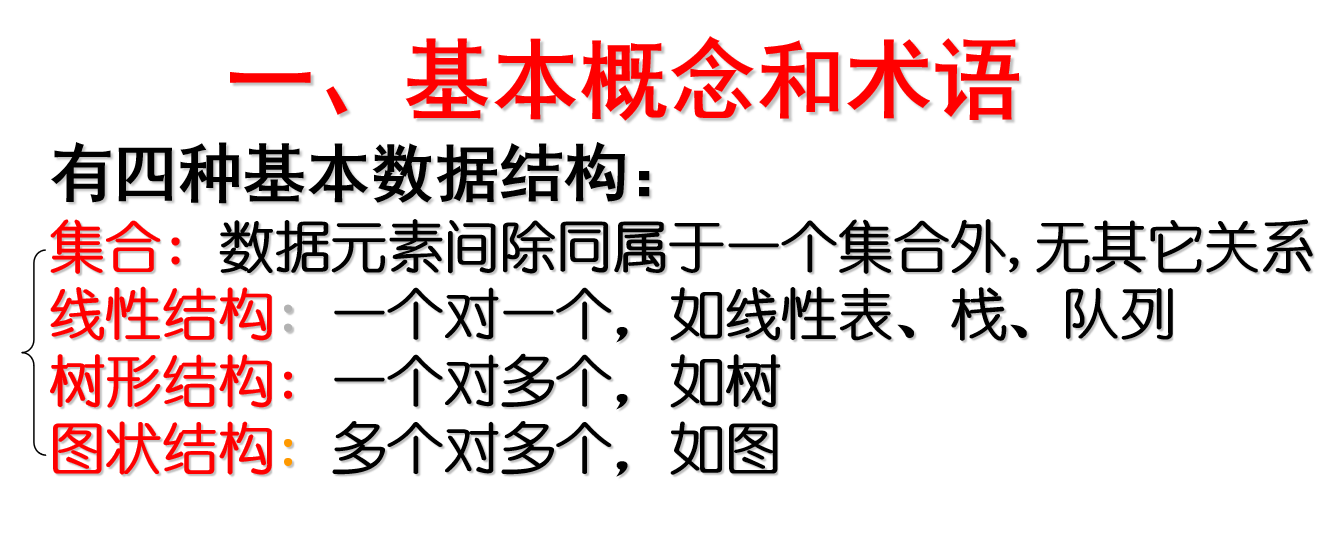 一、基本概念和术语
有四种基本数据结构：
集合：数据元素间除同属于一个集合外,无其它关系
线性结构：一个对一个，如线性表、栈、队列
树形结构：一个对多个，如树
图状结构：多个对多个，如图